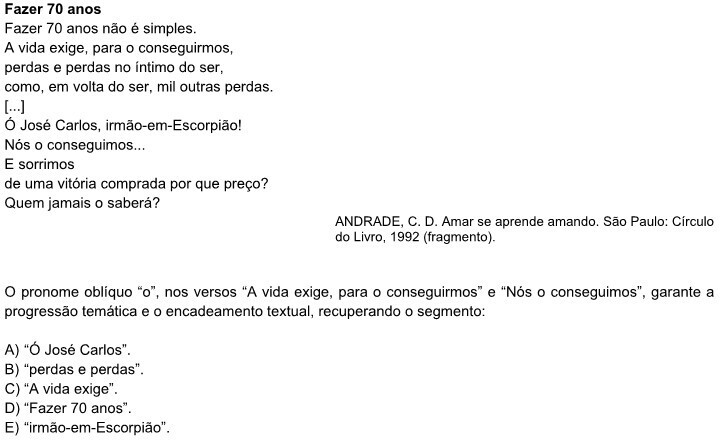 Fazer 70 anos
Fazer 70 anos não é simples.
A vida exige, para o conseguirmos,
perdas e perdas no íntimo do ser,
como, em volta do ser, mil outras perdas.
[...]
Ó José Carlos, irmão-em-Escorpião!
Nós o conseguimos...
E sorrimos
de uma vitória comprada por que preço?
Quem jamais o saberá?
ANDRADE, C. D. Amar se aprende amando. São Paulo: Círculo
do Livro, 1992 (fragmento).
O pronome oblíquo “o”, nos versos “A vida exige, para o conseguirmos” e “Nós o conseguimos”, garante a
progressão temática e o encadeamento textual, recuperando o segmento:
A) “Ó José Carlos”.
B) “perdas e perdas”.
C) “A vida exige”.
D) “Fazer 70 anos”.
E) “irmão-em-Escorpião”.